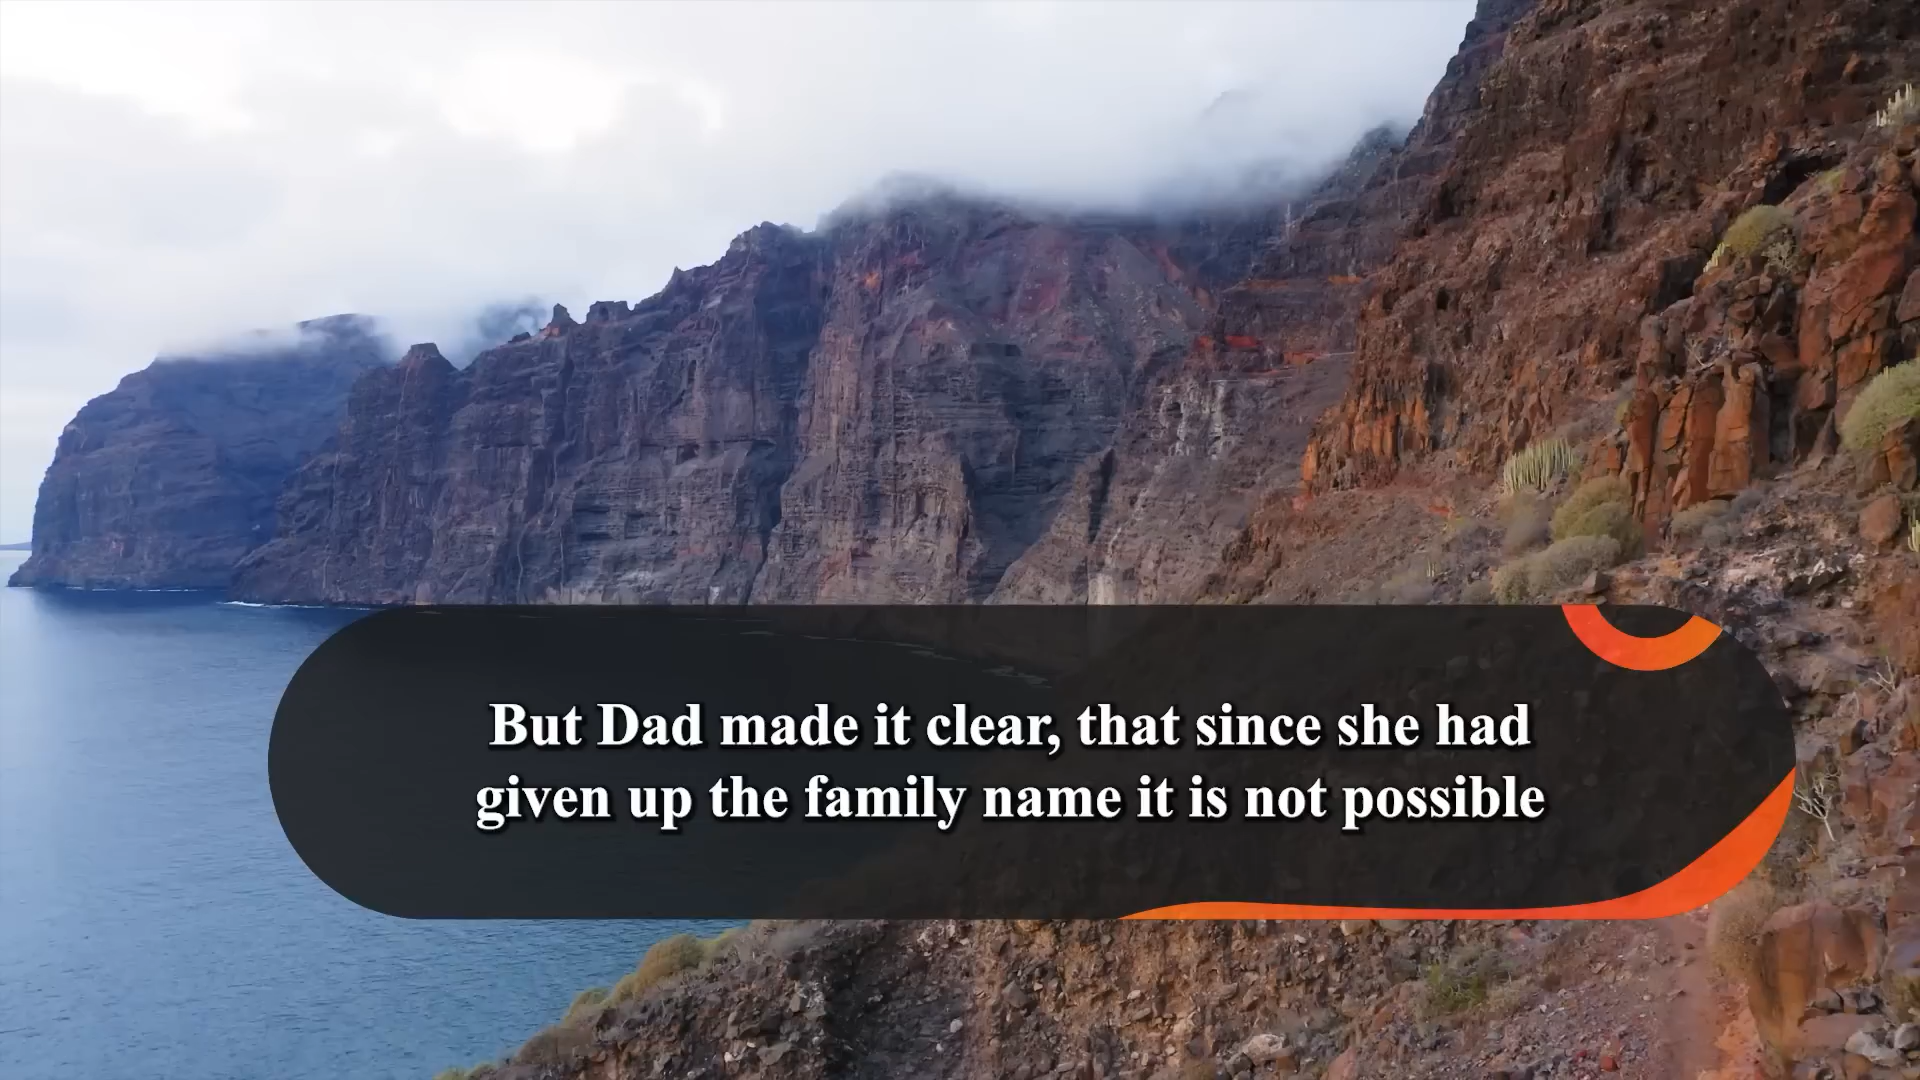 But Dad made it clear, that since she had
given up the family name it is not possible